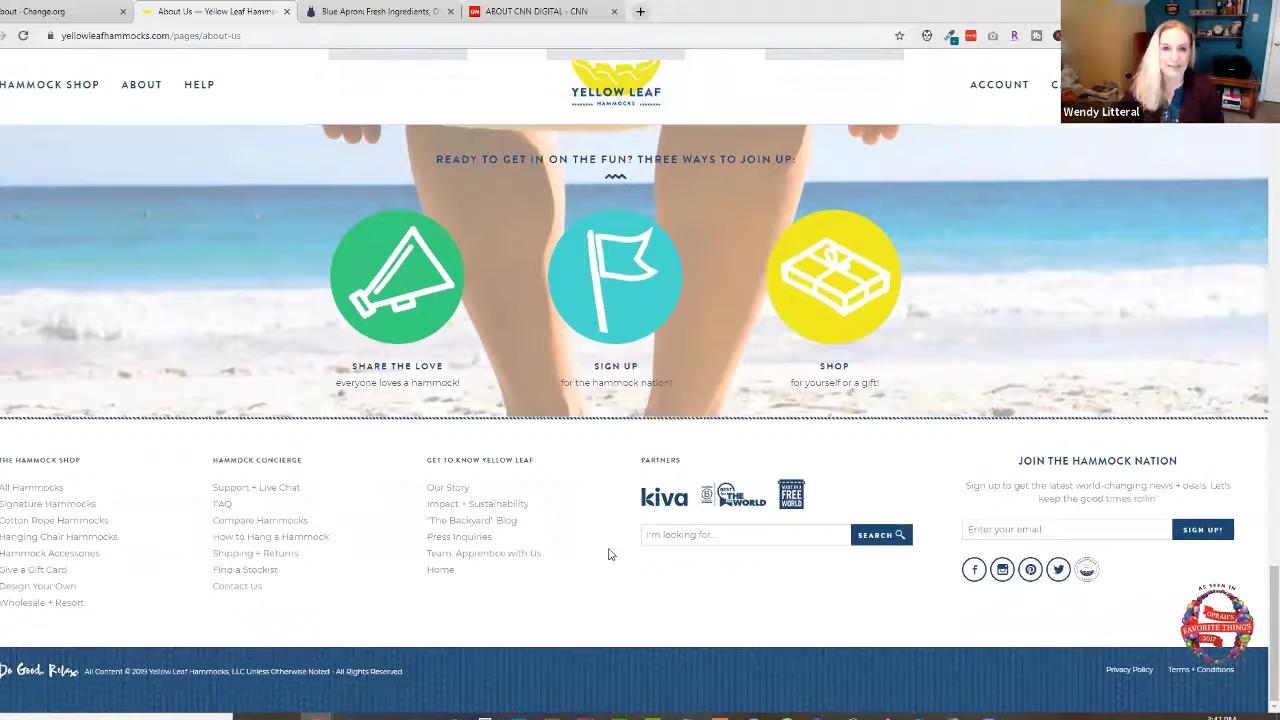 bout · Change.org
About Us — Yellow Leaf Hammo
Blue Apron: Fresh Ingredients, O
ABOUT CNN DIGITAL - CNN
yellowleafhammocks.com/pages/about-us
HAMMOCK SHOP
ABOUT
HELP
YELLOW LEAF
HAMMOCKS
ACCOUNT
Wendy Litteral
READY TO GET IN ON THE FUN? THREE WAYS TO JOIN UP:
SHARE THE LOVE
everyone loves a hammock!
SIGN UP
for the hammock nation!
SHOP
for yourself or a gift!
THE HAMMOCK SHOP
All Hammocks
Signature Hammocks
Cotton Rope Hammocks
Hanging Chair Hammocks
Hammock Accessories
Give a Gift Card
Design Your Own
Wholesale + Resort
HAMMOCK CONCIERGE
Support + Live Chat
FAQ
Compare Hammocks
How to Hang a Hammock
Shipping + Returns
Find a Stockist
Contact Us
GET TO KNOW YELLOW LEAF
Our Story
Impact + Sustainability
"The Backyard" Blog
Press Inquiries
Team: Apprentice with Us
Home
PARTNERS
kiva
THE WORLD
MADE IN A
FREE
WORLD
I'm looking for...
SEARCH
JOIN THE HAMMOCK NATION
Sign up to get the latest world-changing news + deals. Let's
keep the good times rollin'
Enter your email
SIGN UP!
AS SEEN IN
OPRAH'S
FAVORITE THINGS
2017
Do Good. Relax.
All Content © 2019 Yellow Leaf Hammocks, LLC Unless Otherwise Noted - All Rights Reserved
Privacy Policy
Terms + Conditions